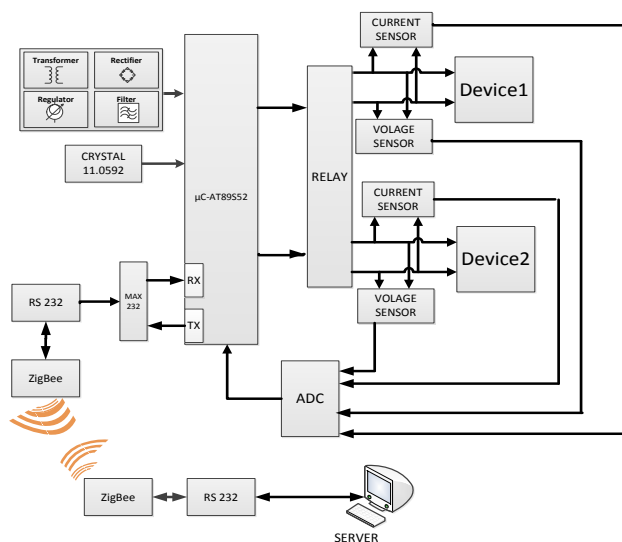 Transformer
Rectifier
Regulator
Filter
CRYSTAL
11.0592
µC-AT89S52
RX
TX
MAX
232
RS 232
ZigBee
RELAY
CURRENT
SENSOR
Device1
VOLAGE
SENSOR
CURRENT
SENSOR
Device2
VOLAGE
SENSOR
ADC
ZigBee
RS 232
SERVER